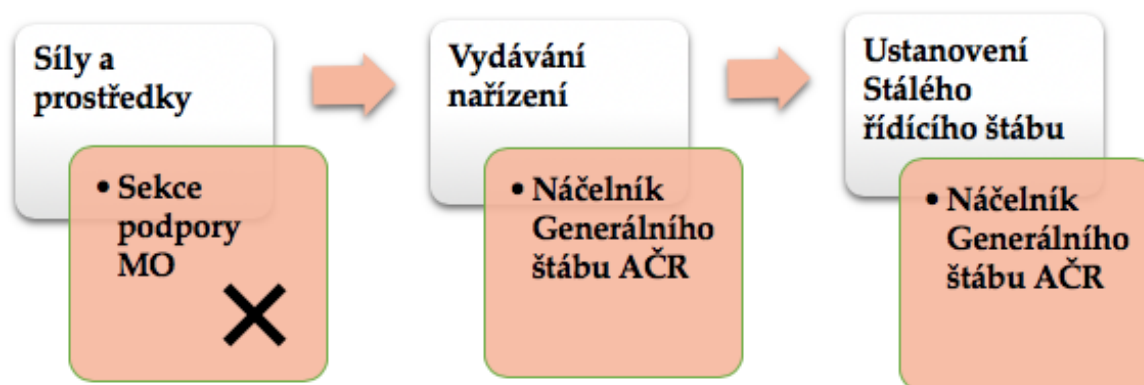 Síly a
prostředky
• Sekce
podpory
MO
Vydávání
nařízení
• Náčelník
Generálního
štábu AČR
Ustanovení
Stálého
řídícího štábu
• Náčelník
Generálního
štábu AČR